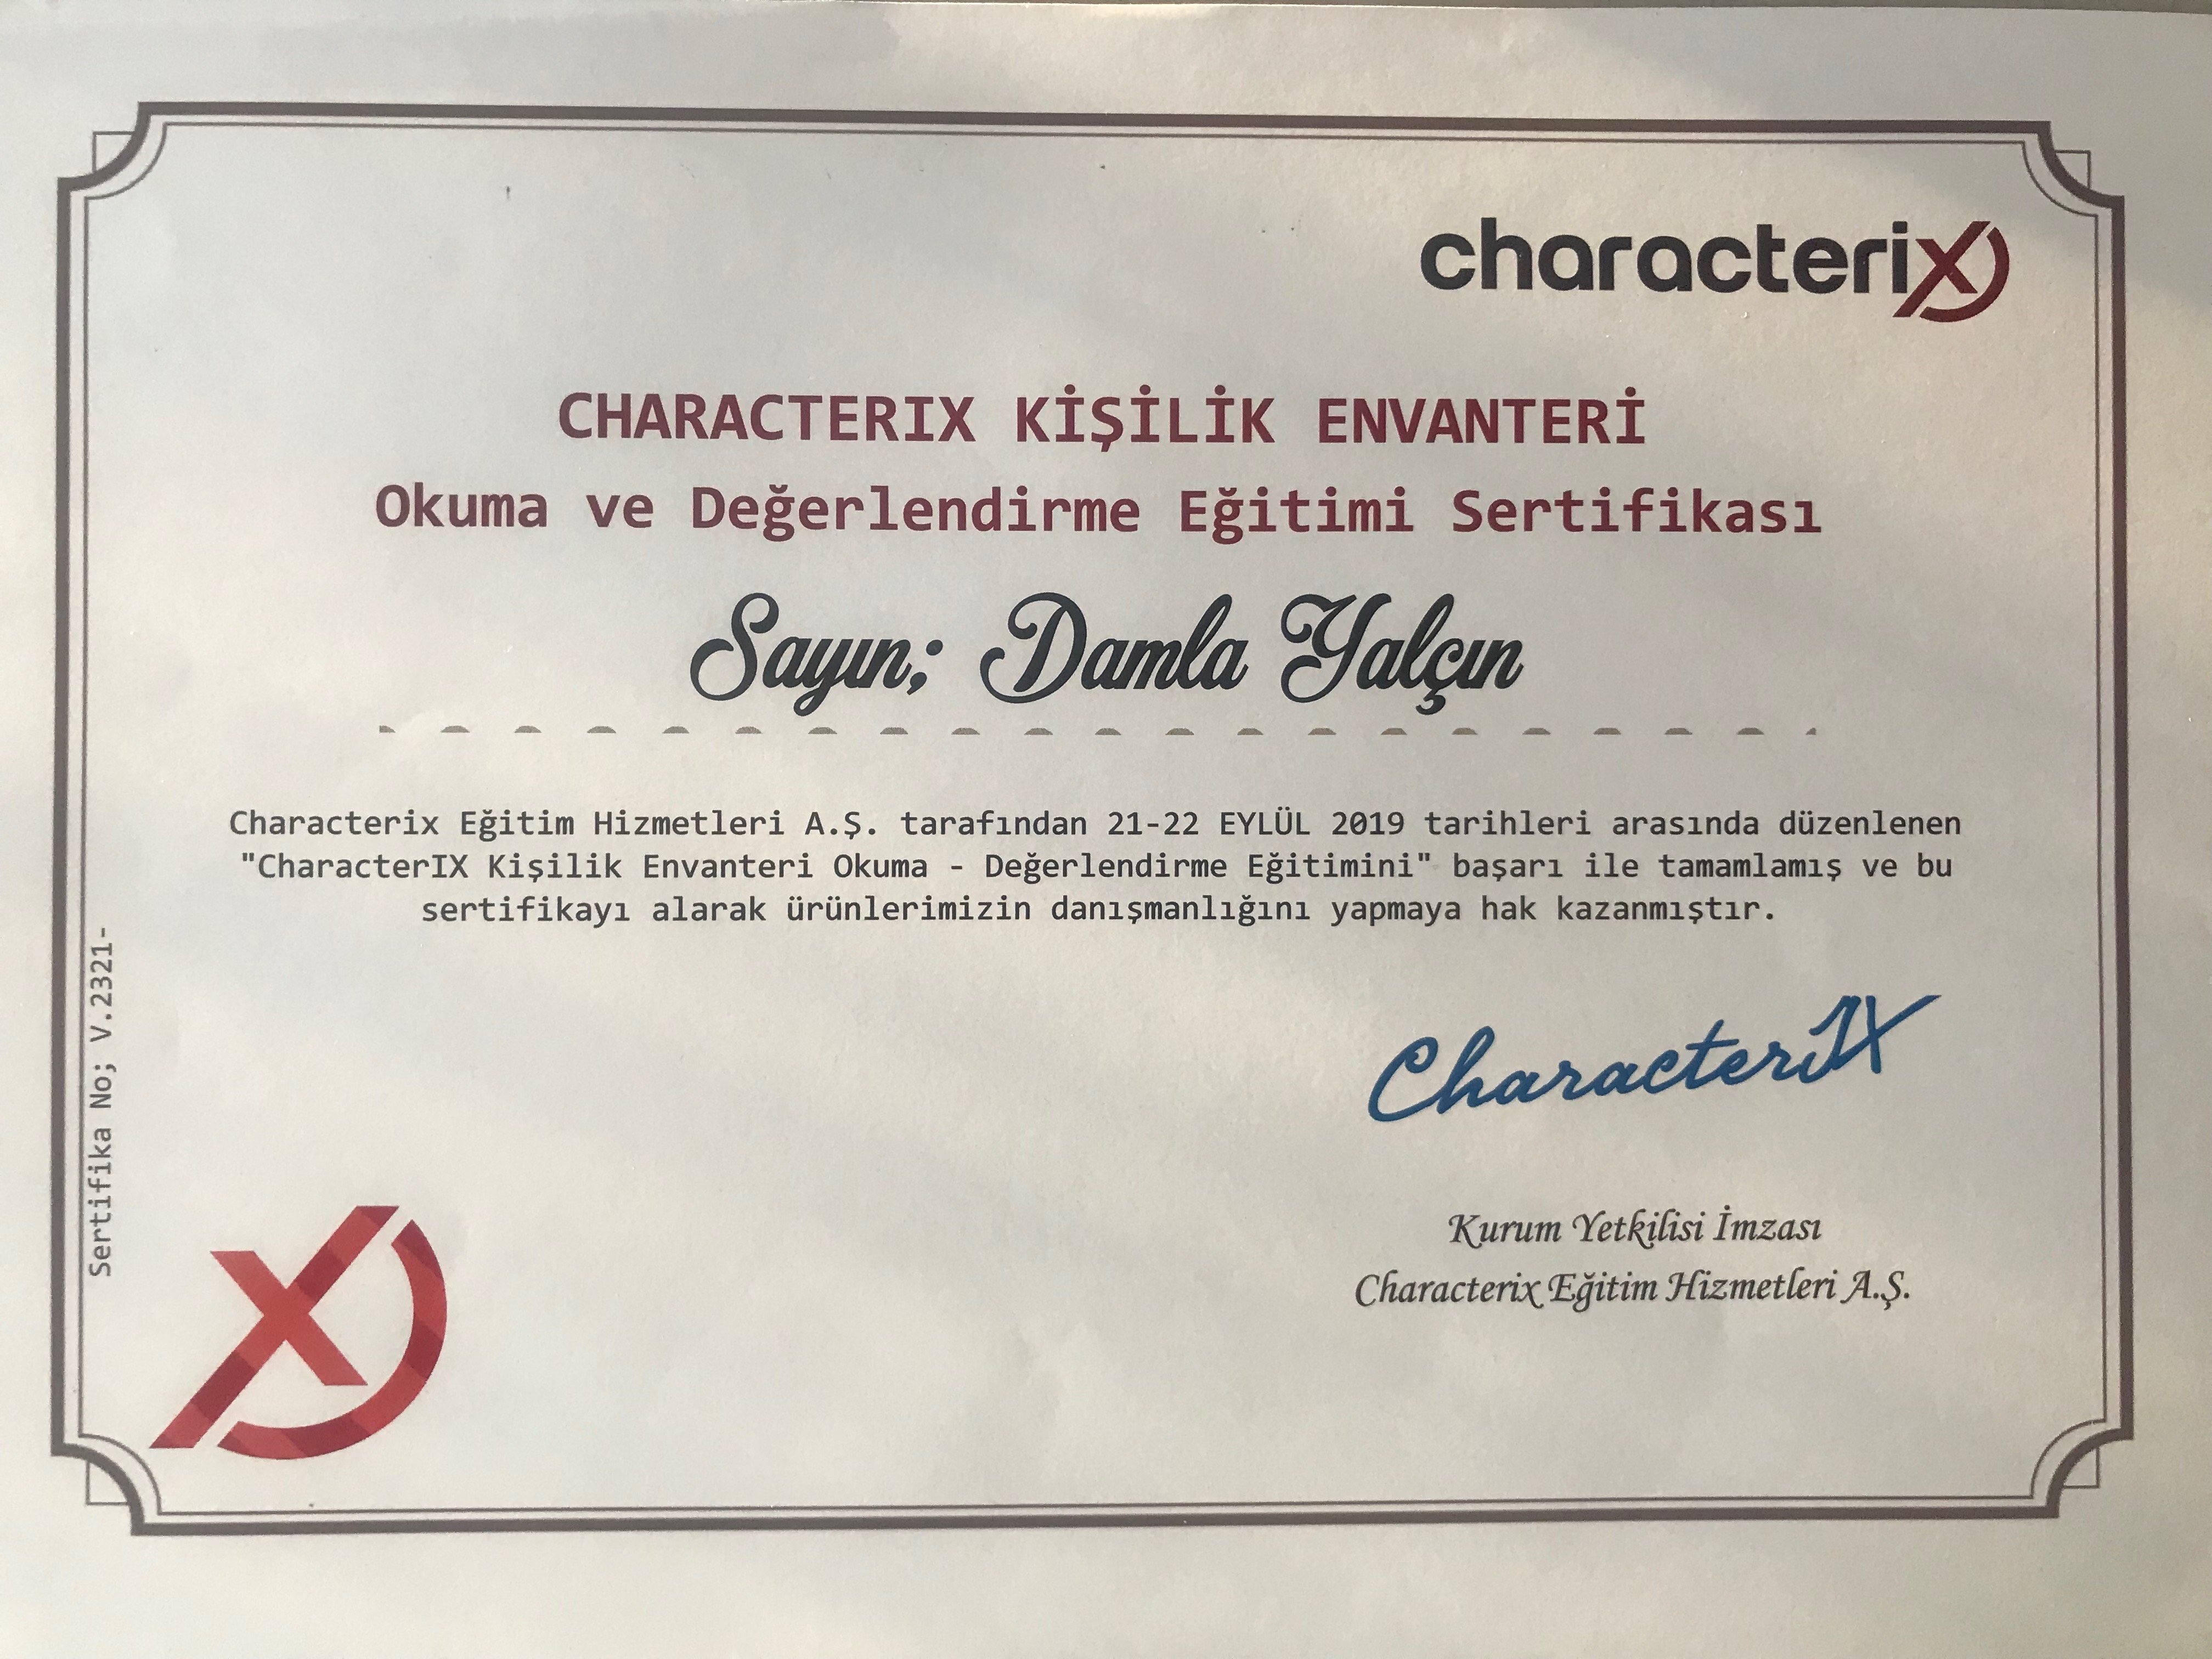 characterix
CHARACTERIX KİŞİLİK ENVANTERİ
Okuma ve Değerlendirme Eğitimi Sertifikası
Sayın; Damla Yalçın
Characterix Eğitim Hizmetleri A.Ş. tarafından 21-22 EYLÜL 2019 tarihleri arasında düzenlenen
"CharacterIX Kişilik Envanteri Okuma - Değerlendirme Eğitimini" başarı ile tamamlamış ve bu
sertifikayı alarak ürünlerimizin danışmanlığını yapmaya hak kazanmıştır.
Sertifika No; V.2321-
CharacterIX
Kurum Yetkilisi İmzası
Characterix Eğitim Hizmetleri A.Ş.